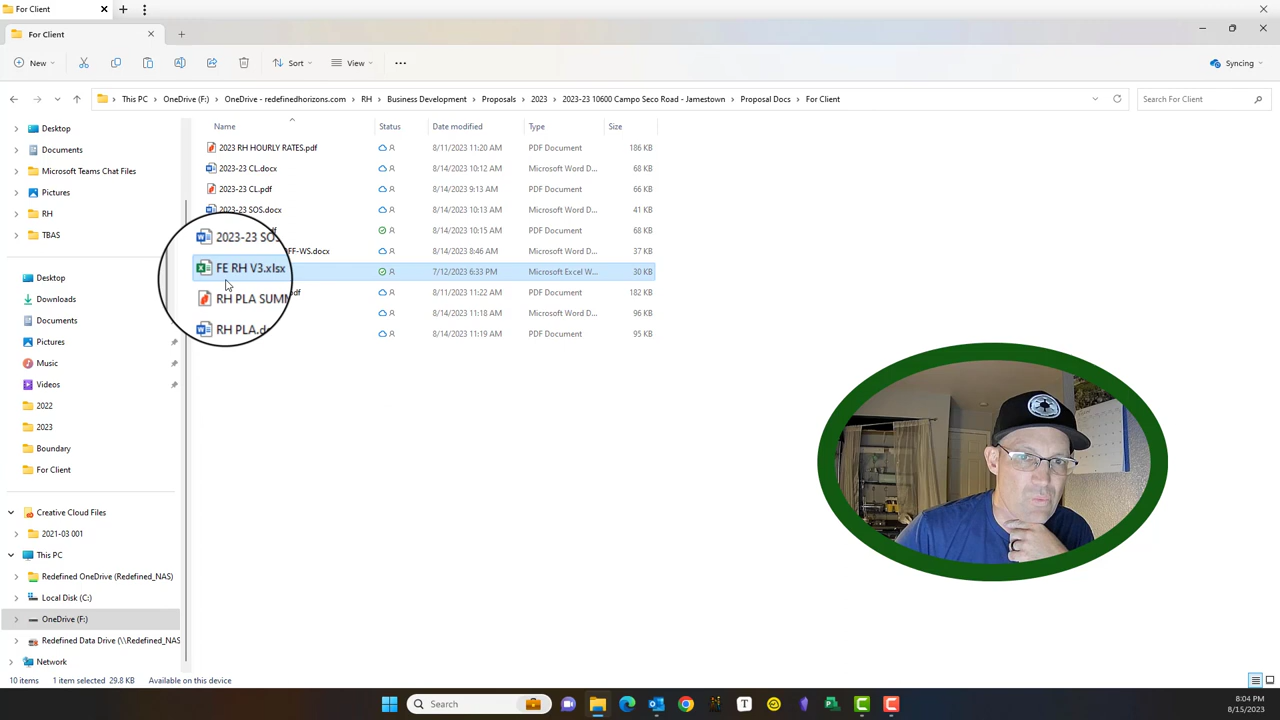 For Client
For Client
New
Sort
View
Syncing
This PC
OneDrive (F:)
OneDrive - redefinedhorizons.com
RH
Business Development
Proposals
2023
2023-23 10600 Campo Seco Road - Jamestown
Proposal Docs
For Client
Search For Client
Name
Status
Date modified
Type
Size
Desktop
Documents
Microsoft Teams Chat Files
Pictures
RH
TBAS
Desktop
Downloads
Documents
Pictures
Music
Videos
2022
2023
Boundary
For Client
Creative Cloud Files
2021-03 001
This PC
Redefined OneDrive (Redefined_NAS)
Local Disk (C:)
OneDrive (F:)
Redefined Data Drive (\\Redefined_NAS
Network
2023 RH HOURLY RATES.pdf 8/11/2023 11:20 AM PDF Document 186 KB
2023-23 CL.docx 8/14/2023 10:12 AM Microsoft Word D... 68 KB
2023-23 CL.pdf 8/14/2023 9:13 AM PDF Document 66 KB
2023-23 SOS.docx 8/14/2023 10:13 AM Microsoft Word D... 41 KB
2023-23 SOS 8/14/2023 10:15 AM PDF Document 68 KB
FF-WS.docx 8/14/2023 8:46 AM Microsoft Word D... 37 KB
FE RH V3.xlsx 7/12/2023 6:33 PM Microsoft Excel W... 30 KB
RH PLA SUMM df 8/11/2023 11:22 AM PDF Document 182 KB
RH PLA.d 8/14/2023 11:18 AM Microsoft Word D... 96 KB
8/14/2023 11:19 AM PDF Document 95 KB
10 items 1 item selected 29.8 KB Available on this device
Search
8:04 PM
8/15/2023